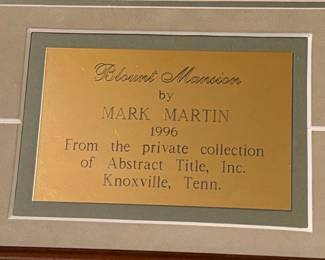 Blount Mansion
by
MARK MARTIN
1996
From the private collection
of Abstract Title, Inc.
Knoxville, Tenn.